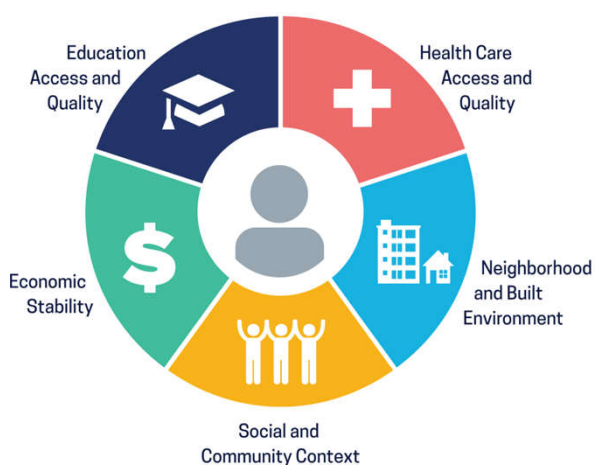 Education
Access and
Quality
Health Care
Access and
Quality
$
Economic
Stability
Neighborhood
and Built
Environment
Social and
Community Context